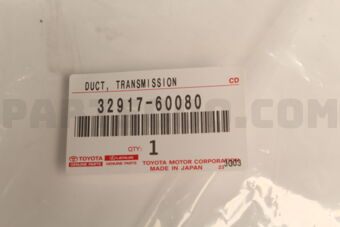 DUCT, TRANSMISSION CD
32917-60080
QTY: 1
TOYOTA LEXUS
GENUINE PARTS GENUINE PARTS
TOYOTA MOTOR CORPORATION
MADE IN JAPAN